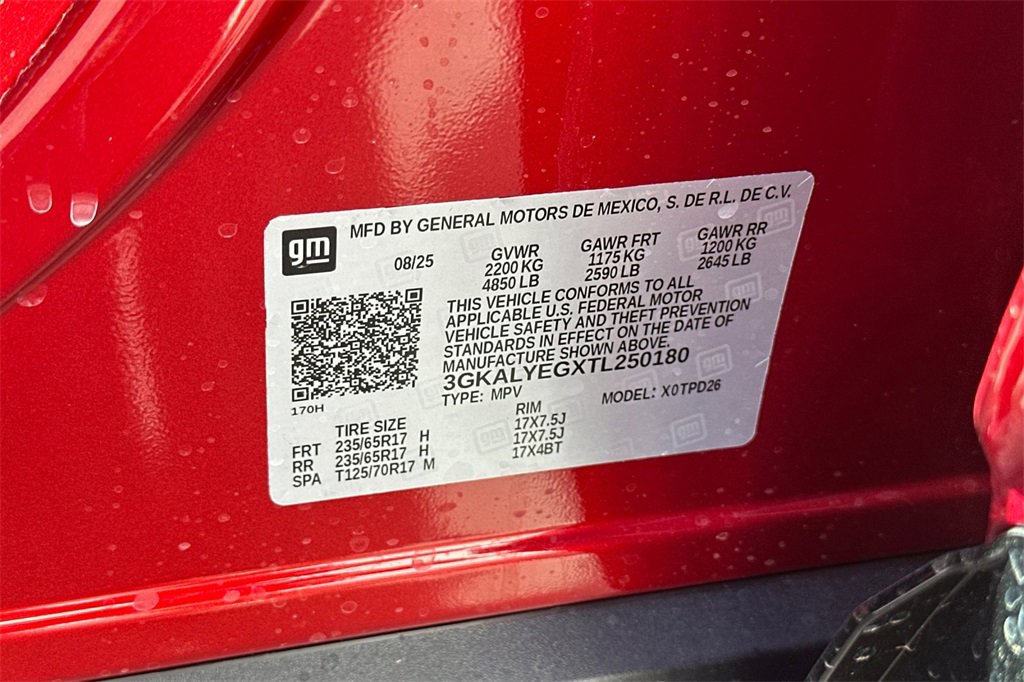 MFD BY GENERAL MOTORS DE MEXICO, S. DE R.L. DE C.V.
gm
08/25 GVWR GAWR FRT GAWR RR
2200 KG 1175 KG 1200 KG
4850 LB 2590 LB 2645 LB
THIS VEHICLE CONFORMS TO ALL
APPLICABLE U.S. FEDERAL MOTOR
VEHICLE SAFETY AND THEFT PREVENTION
STANDARDS IN EFFECT ON THE DATE OF
MANUFACTURE SHOWN ABOVE.
3GKALYEGXTL250180
TYPE: MPV MODEL: X0TPD26
170H
TIRE SIZE RIM
FRT 235/65R17 H 17X7.5J
RR 235/65R17 H 17X7.5J
SPA T125/70R17 M 17X4BT